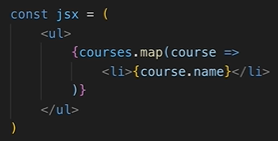 const jsx = (
    <ul>
        {courses.map(course =>
            <li>{course.name}</li>
        )}
    </ul>
)